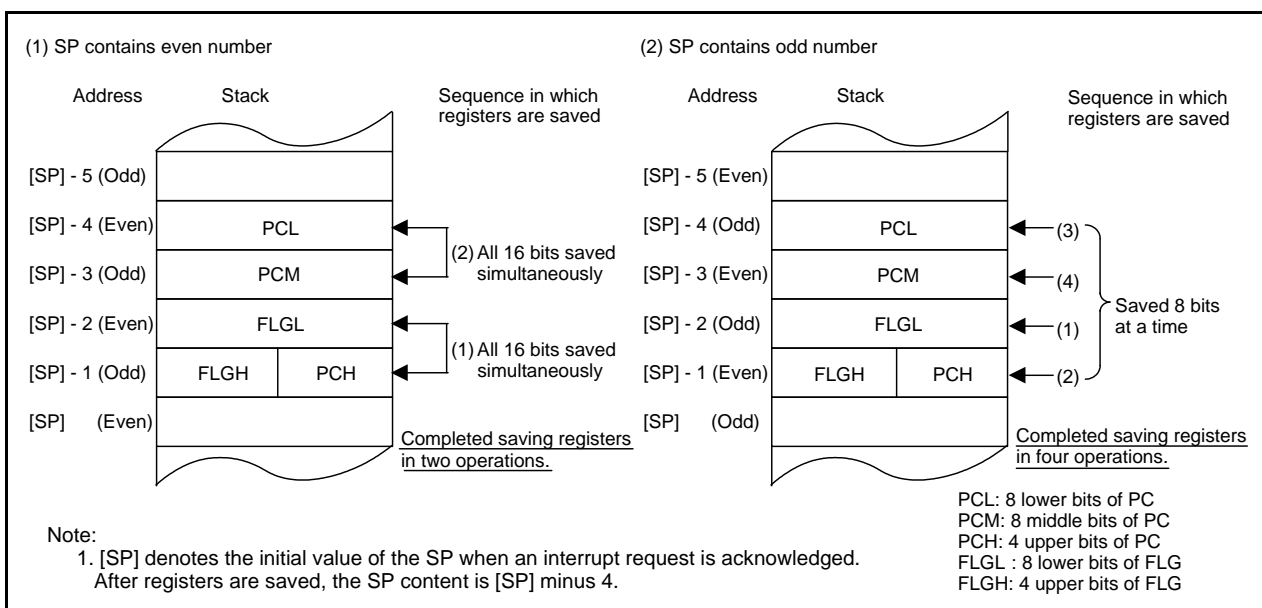 (1) SP contains even number
Address Stack Sequence in which
registers are saved
[SP] - 5 (Odd)
[SP] - 4 (Even) PCL
(2) All 16 bits saved
simultaneously
[SP] - 3 (Odd) PCM
[SP] - 2 (Even) FLGL
(1) All 16 bits saved
simultaneously
[SP] - 1 (Odd) FLGH PCH
[SP] (Even)
Completed saving registers
in two operations.
(2) SP contains odd number
Address Stack Sequence in which
registers are saved
[SP] - 5 (Even)
[SP] - 4 (Odd) PCL (3)
[SP] - 3 (Even) PCM (4)
Saved 8 bits
at a time
[SP] - 2 (Odd) FLGL (1)
[SP] - 1 (Even) FLGH PCH (2)
[SP] (Odd)
Completed saving registers
in four operations.
PCL: 8 lower bits of PC
PCM: 8 middle bits of PC
PCH: 4 upper bits of PC
FLGL : 8 lower bits of FLG
FLGH: 4 upper bits of FLG
Note:
1. [SP] denotes the initial value of the SP when an interrupt request is acknowledged.
After registers are saved, the SP content is [SP] minus 4.